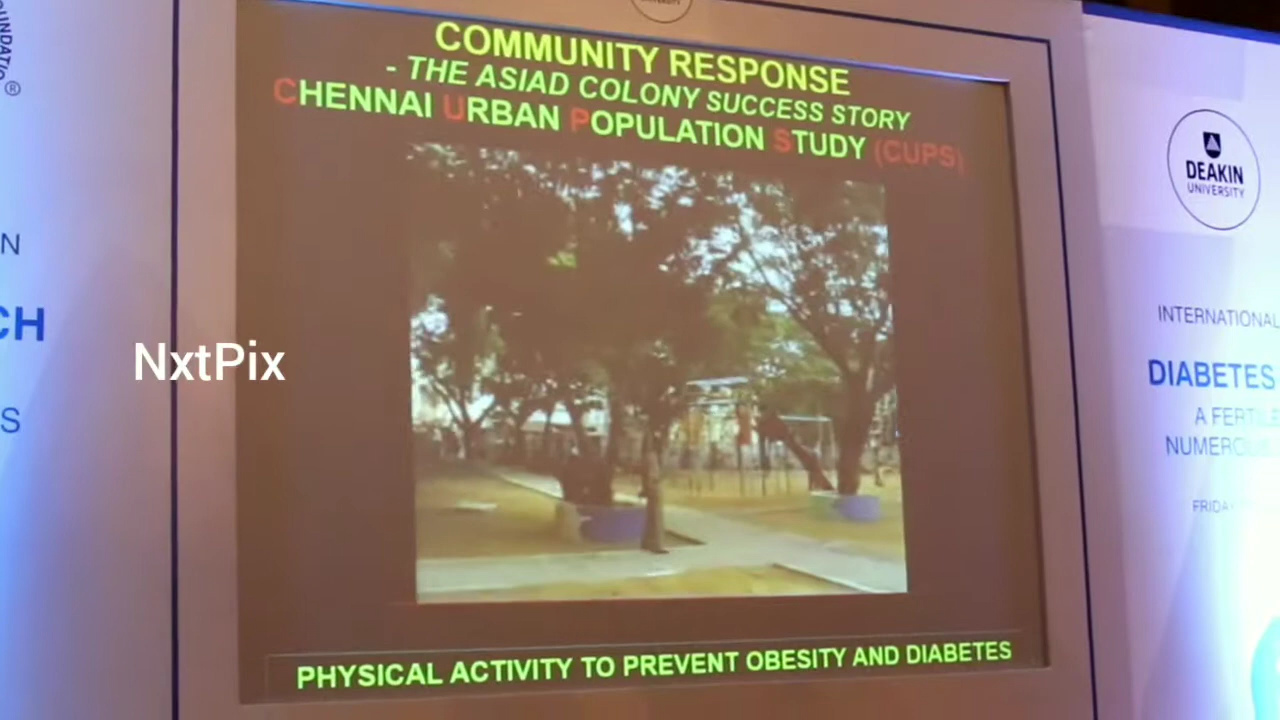 UNIVERSITY
COMMUNITY RESPONSE
- THE ASIAD COLONY SUCCESS STORY
CHENNAI URBAN POPULATION STUDY (CUPS)
PHYSICAL ACTIVITY TO PREVENT OBESITY AND DIABETES
®
N
CH
S
NxtPix
DEAKIN
UNIVERSITY
INTERNATIONAL
DIABETES
A